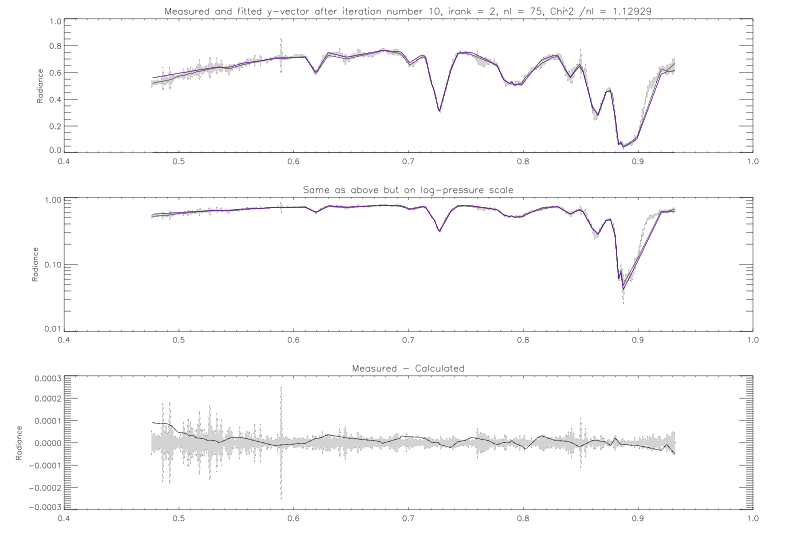 Measured and fitted y-vector after iteration number 10, irank = 2, nl = 75, Chi^2 /nl = 1.12929
1.0
0.8
0.6
0.4
0.2
0.0
Radiance
0.4 0.5 0.6 0.7 0.8 0.9 1.0
Same as above but on log-pressure scale
1.00
0.10
0.01
Radiance
0.4 0.5 0.6 0.7 0.8 0.9 1.0
Measured - Calculated
0.0003
0.0002
0.0001
0.0000
-0.0001
-0.0002
-0.0003
Radiance
0.4 0.5 0.6 0.7 0.8 0.9 1.0